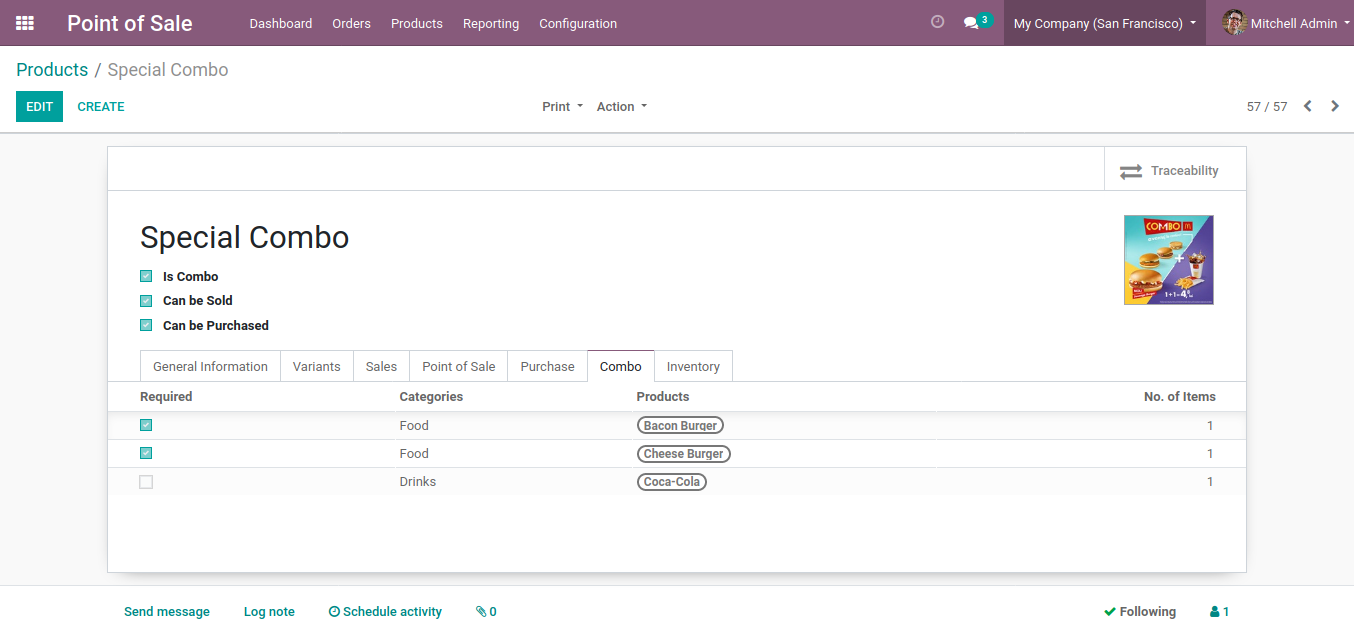 Point of Sale Dashboard Orders Products Reporting Configuration 3 My Company (San Francisco) Mitchell Admin
Products / Special Combo
EDIT CREATE Print Action 57 / 57
Traceability
Special Combo
COMBO
1+1=4,
Is Combo
Can be Sold
Can be Purchased
General Information Variants Sales Point of Sale Purchase Combo Inventory
Required Categories Products No. of Items
Food Bacon Burger 1
Food Cheese Burger 1
Drinks Coca-Cola 1
Send message Log note Schedule activity 0 Following 1